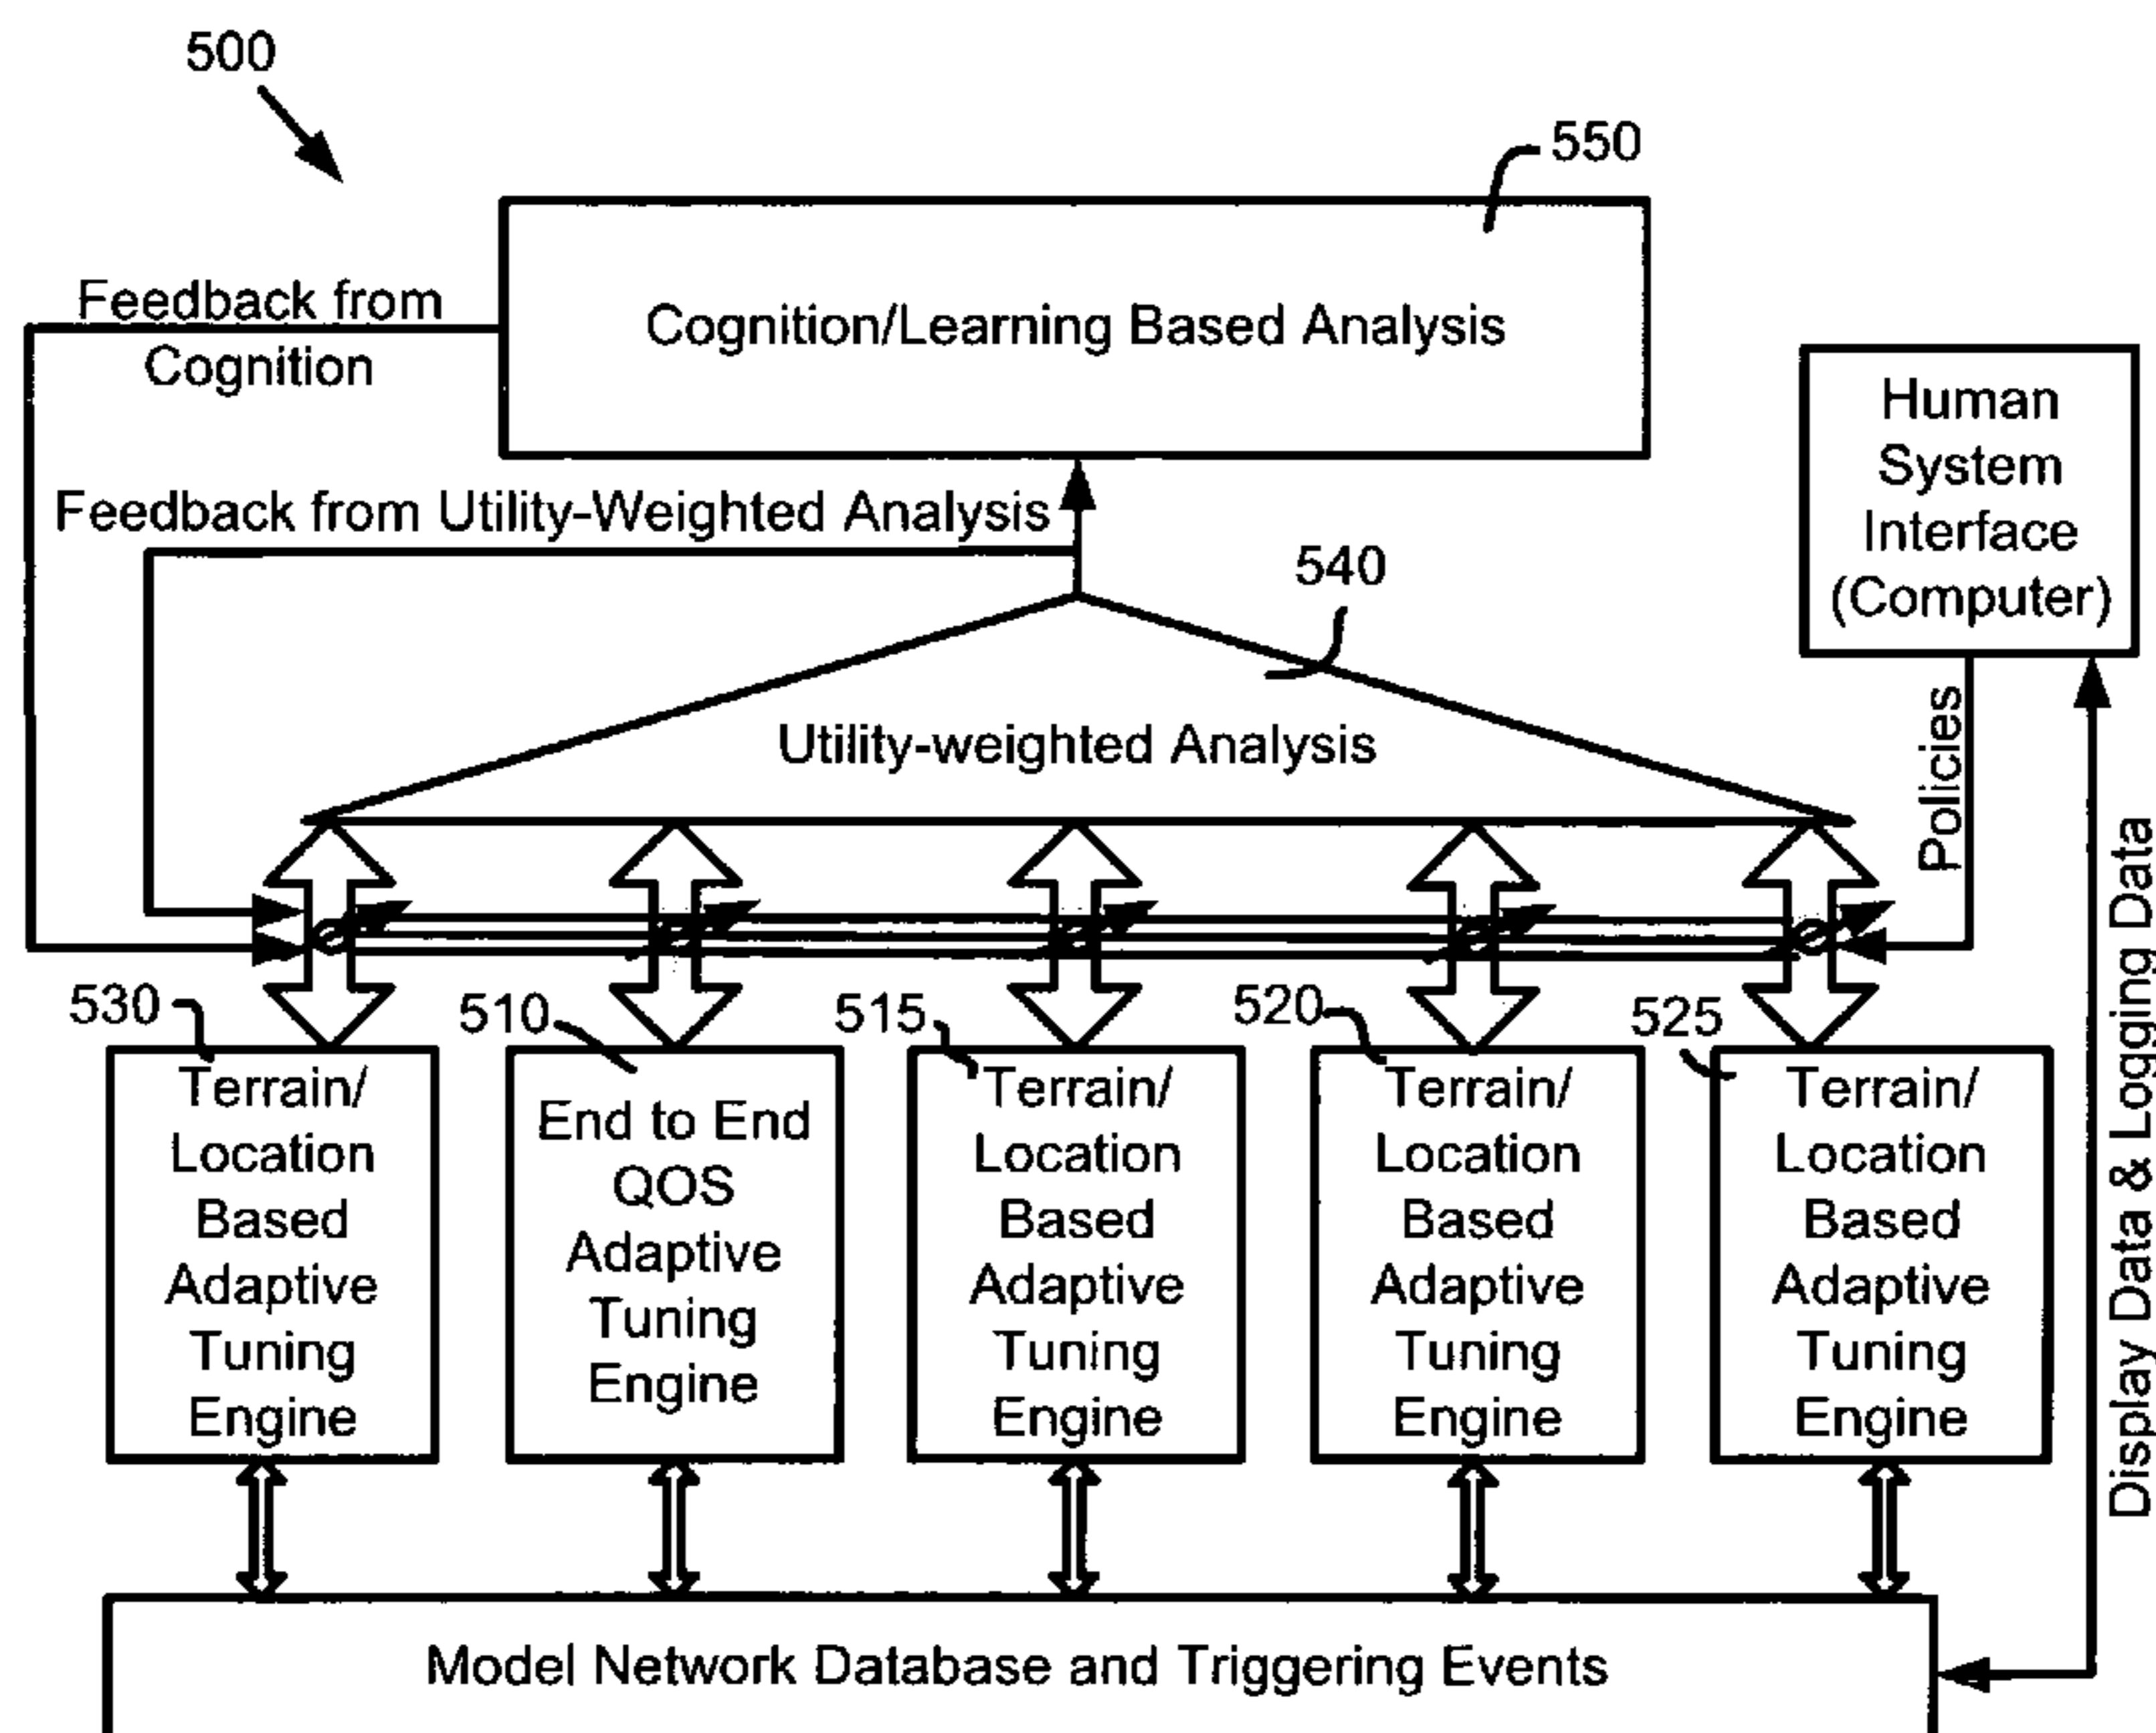 500
550
Feedback from
Cognition
Cognition/Learning Based Analysis
Human
System
Interface
(Computer)
Feedback from Utility-Weighted Analysis
540
Utility-weighted Analysis
Policies
Display Data & Logging Data
530
510
515
520
525
Terrain/
Location
Based
Adaptive
Tuning
Engine
End to End
QOS
Adaptive
Tuning
Engine
Terrain/
Location
Based
Adaptive
Tuning
Engine
Terrain/
Location
Based
Adaptive
Tuning
Engine
Terrain/
Location
Based
Adaptive
Tuning
Engine
Model Network Database and Triggering Events